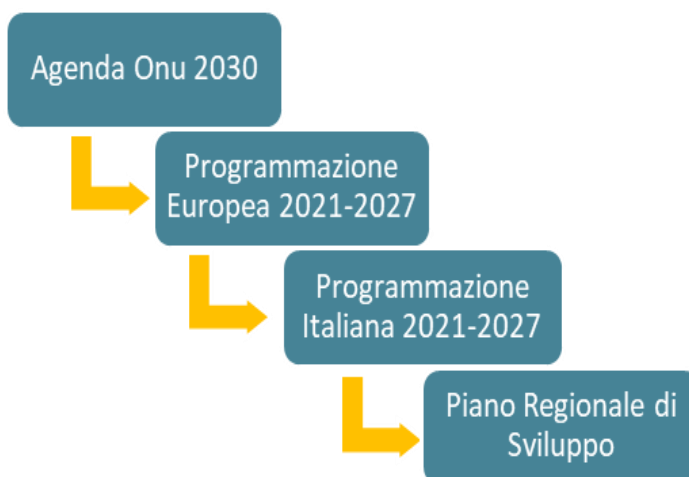 Agenda Onu 2030
Programmazione
Europea 2021-2027
Programmazione
Italiana 2021-2027
Piano Regionale di
Sviluppo